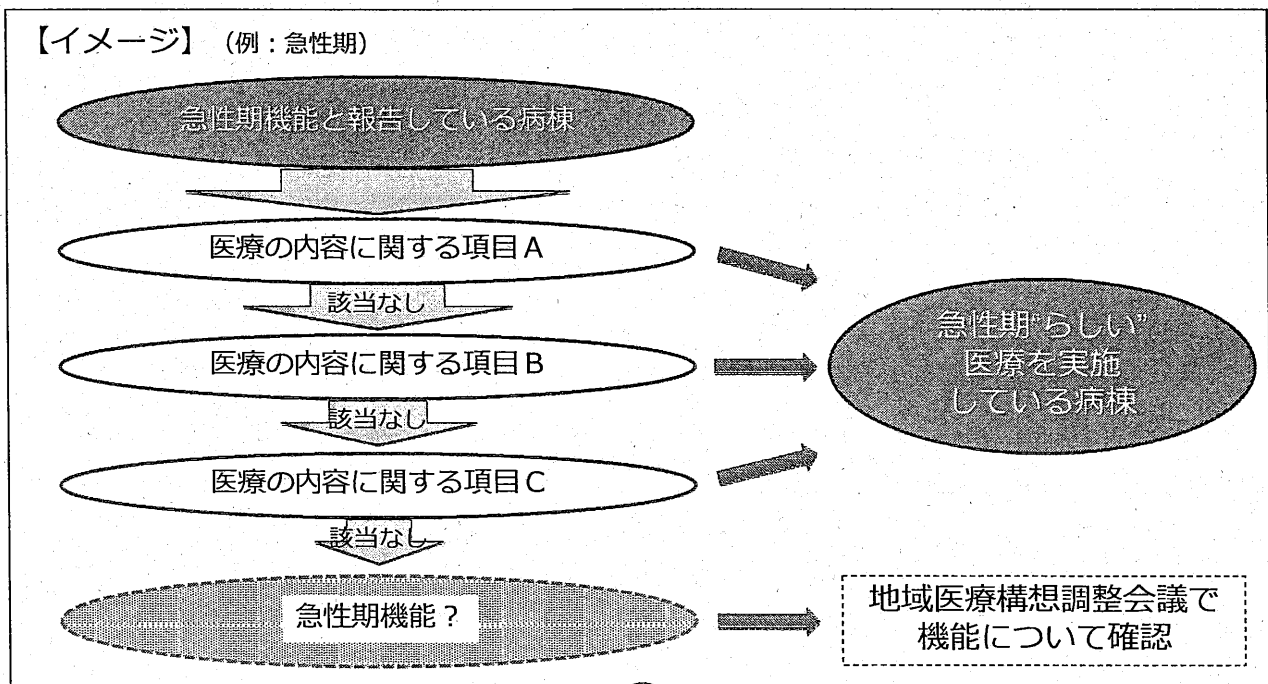 【イメージ】（例：急性期）
急性期機能と報告している病棟
医療の内容に関する項目A
該当なし
医療の内容に関する項目B
該当なし
医療の内容に関する項目C
該当なし
急性期機能？
急性期“らしい”
医療を実施
している病棟
地域医療構想調整会議で
機能について確認